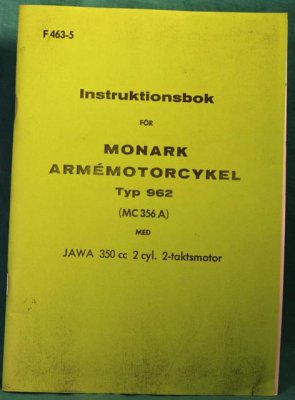 F 463-5
Instruktionsbok
FÖR
MONARK
ARMÉMOTORCYKEL
Typ 962
(MC 356 A)
MED
JAWA 350 cc 2 cyl. 2-taktsmotor